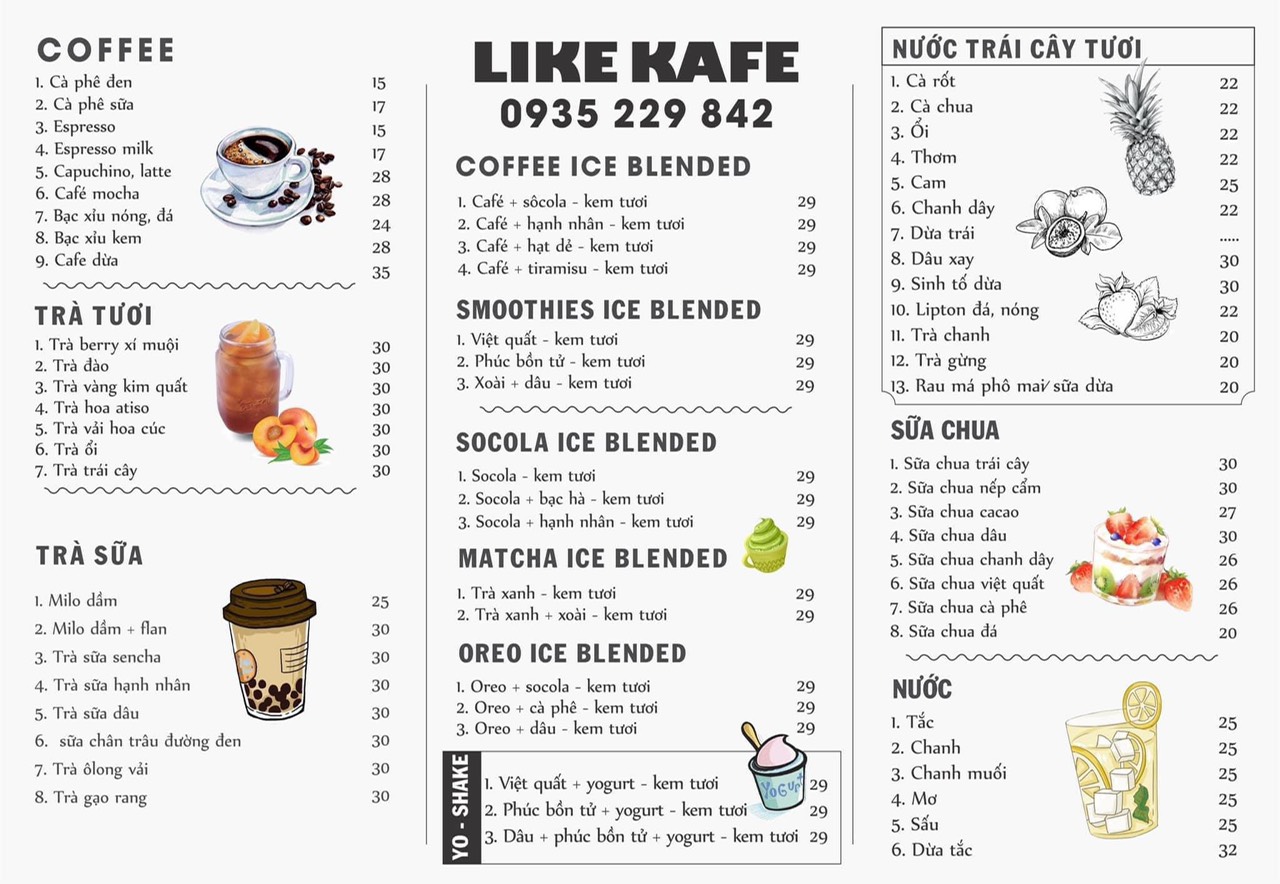 COFFEE
1. Cà phê đen 15
2. Cà phê sữa 17
3. Espresso 15
4. Espresso milk 17
5. Capuchino, latte 28
6. Café mocha 28
7. Bạc xỉu nóng, đá 24
8. Bạc xỉu kem 28
9. Cafe dừa 35
TRÀ TƯƠI
1. Trà berry xí muội 30
2. Trà đào 30
3. Trà vàng kim quất 30
4. Trà hoa atiso 30
5. Trà vải hoa cúc 30
6. Trà ổi 30
7. Trà trái cây 30
TRÀ SỮA
1. Milo dầm 25
2. Milo dầm + flan 30
3. Trà sữa sencha 30
4. Trà sữa hạnh nhân 30
5. Trà sữa dâu 30
6. sữa chân trâu đường đen 30
7. Trà ôlong vải 30
8. Trà gạo rang 30
LIKE KAFE
0935 229 842
COFFEE ICE BLENDED
1. Café + sôcola - kem tươi 29
2. Café + hạnh nhân - kem tươi 29
3. Café + hạt dẻ - kem tươi 29
4. Café + tiramisu - kem tươi 29
SMOOTHIES ICE BLENDED
1. Việt quất - kem tươi 29
2. Phúc bồn tử - kem tươi 29
3. Xoài + dâu - kem tươi 29
SOCOLA ICE BLENDED
1. Socola - kem tươi 29
2. Socola + bạc hà - kem tươi 29
3. Socola + hạnh nhân - kem tươi 29
MATCHA ICE BLENDED
1. Trà xanh - kem tươi 29
2. Trà xanh + xoài - kem tươi 29
OREO ICE BLENDED
1. Oreo + socola - kem tươi 29
2. Oreo + cà phê - kem tươi 29
3. Oreo + dâu - kem tươi 29
YO - SHAKE
1. Việt quất + yogurt - kem tươi 29
2. Phúc bồn tử + yogurt - kem tươi 29
3. Dâu + phúc bồn tử + yogurt - kem tươi 29
YOGURT
NƯỚC TRÁI CÂY TƯƠI
1. Cà rốt 22
2. Cà chua 22
3. Ổi 22
4. Thơm 22
5. Cam 25
6. Chanh dây 22
7. Dừa trái .....
8. Dâu xay 30
9. Sinh tố dừa 30
10. Lipton đá, nóng 22
11. Trà chanh 20
12. Trà gừng 20
13. Rau má phô mai/ sữa dừa 20
SỮA CHUA
1. Sữa chua trái cây 30
2. Sữa chua nếp cẩm 30
3. Sữa chua cacao 27
4. Sữa chua dâu 30
5. Sữa chua chanh dây 26
6. Sữa chua việt quất 26
7. Sữa chua cà phê 26
8. Sữa chua đá 20
NƯỚC
1. Tắc 25
2. Chanh 25
3. Chanh muối 25
4. Mơ 25
5. Sấu 25
6. Dừa tắc 32